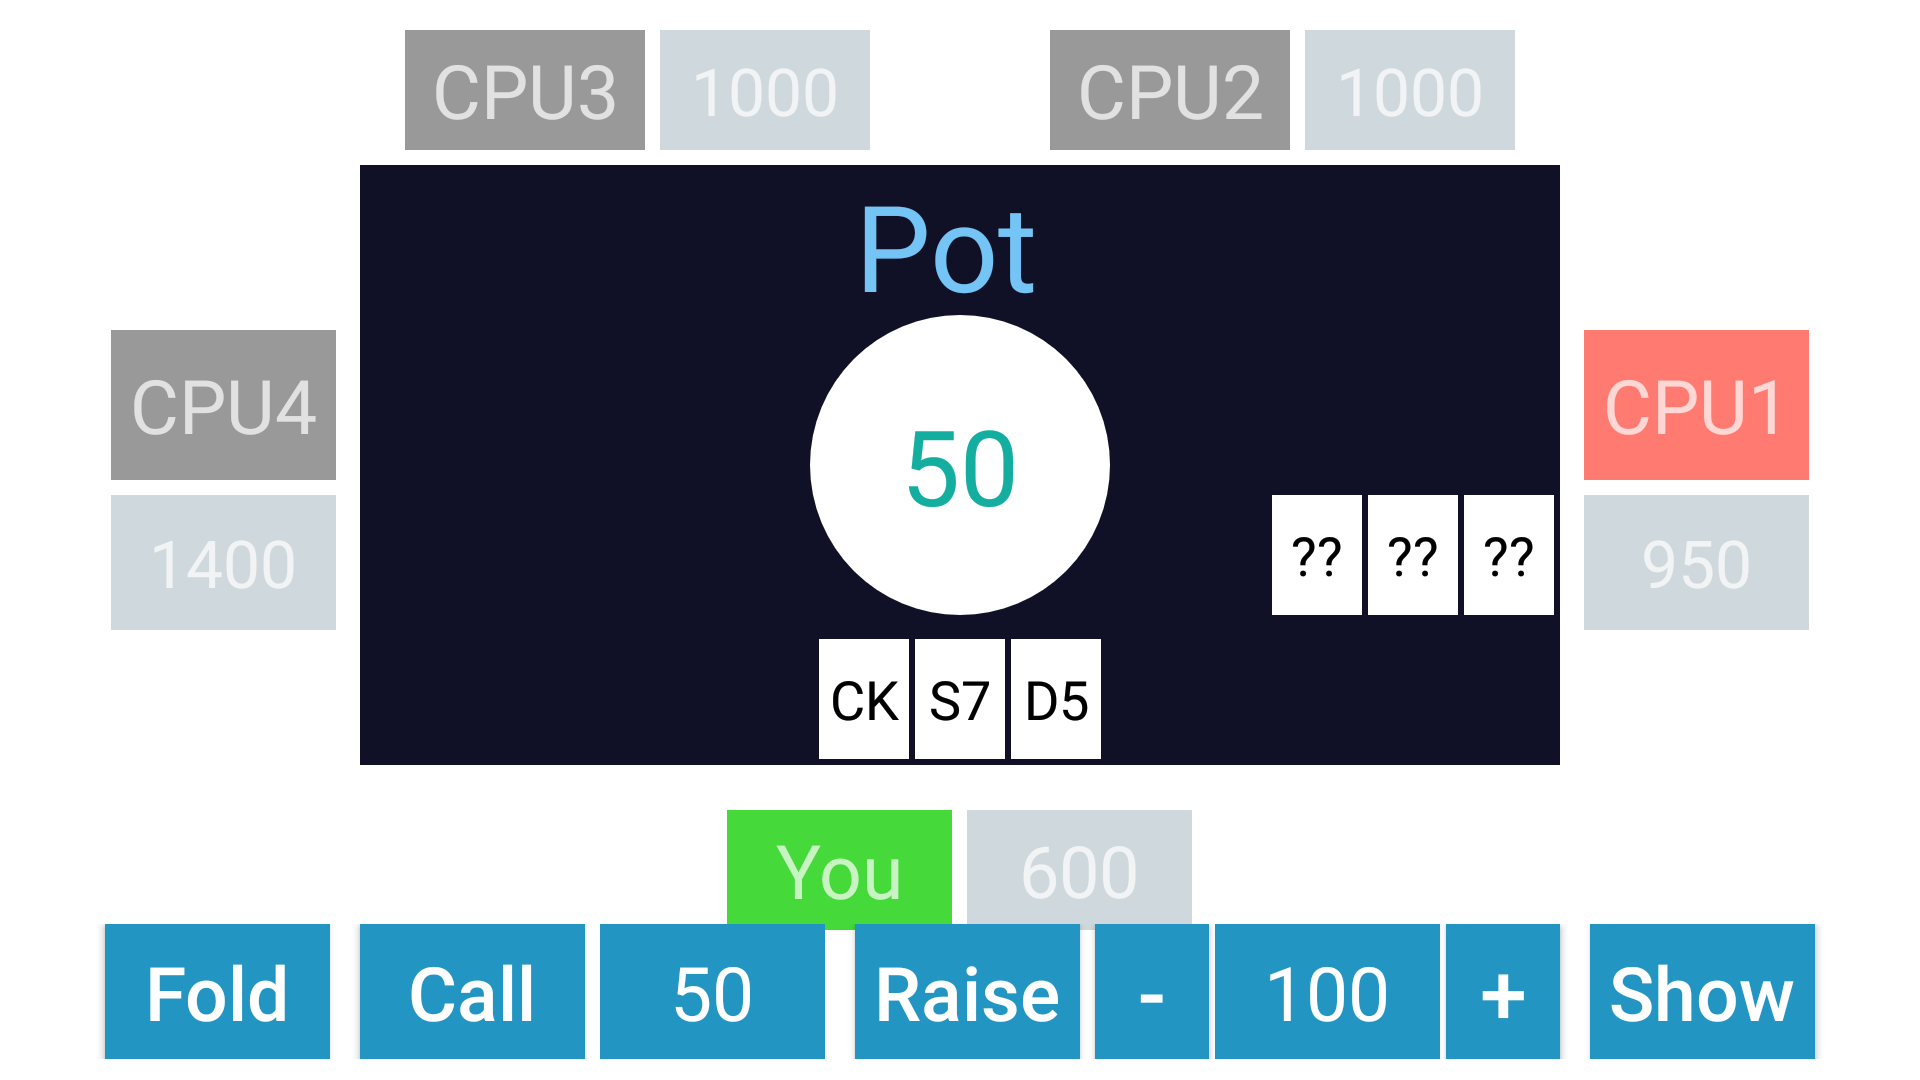 CPU3 1000 CPU2 1000
Pot
CPU4 50 CPU1
1400 ?? ?? ?? 950
CK S7 D5
You 600
Fold Call 50 Raise - 100 + Show